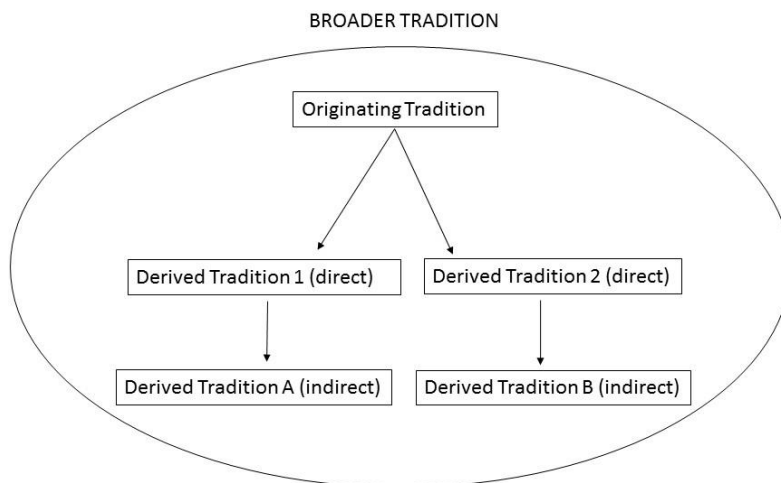 BROADER TRADITION
Originating Tradition
Derived Tradition 1 (direct)
Derived Tradition 2 (direct)
Derived Tradition A (indirect)
Derived Tradition B (indirect)